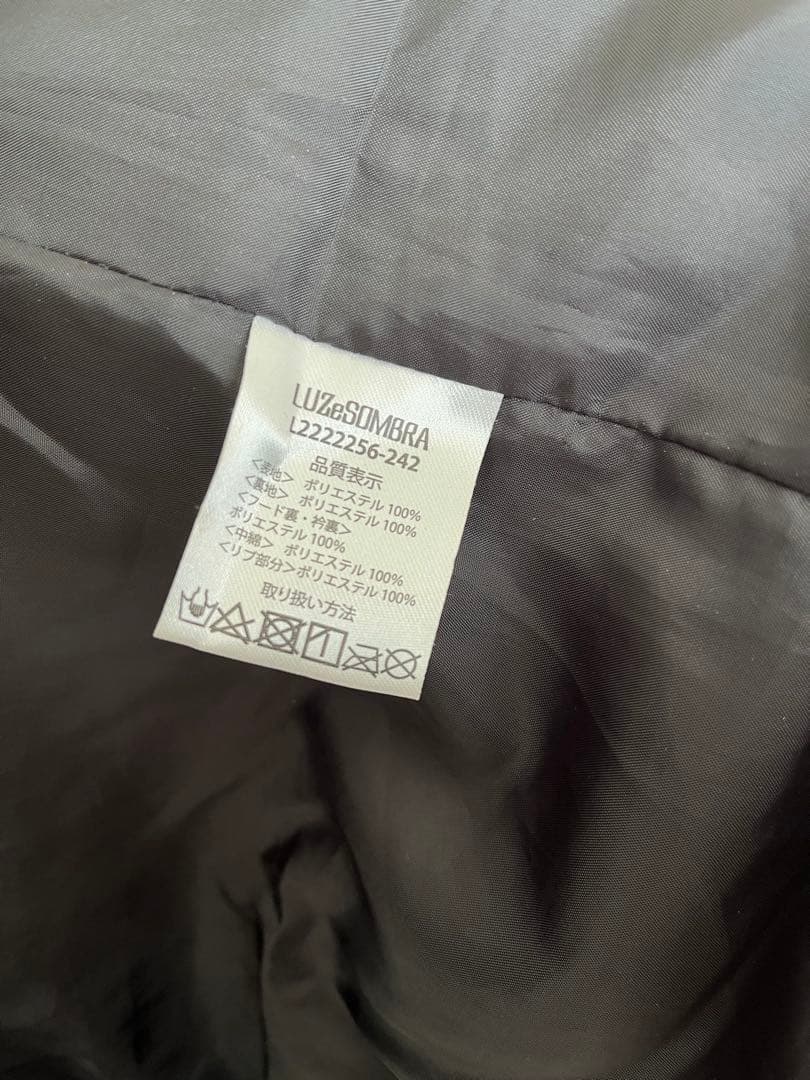 LUZeSOMBRA
L2222256-242
品質表示
<表地> ポリエステル 100%
<裏地> ポリエステル 100%
<フード裏・衿裏>
ポリエステル 100%
<中綿> ポリエステル 100%
<リブ部分>ポリエステル 100%
取り扱い方法